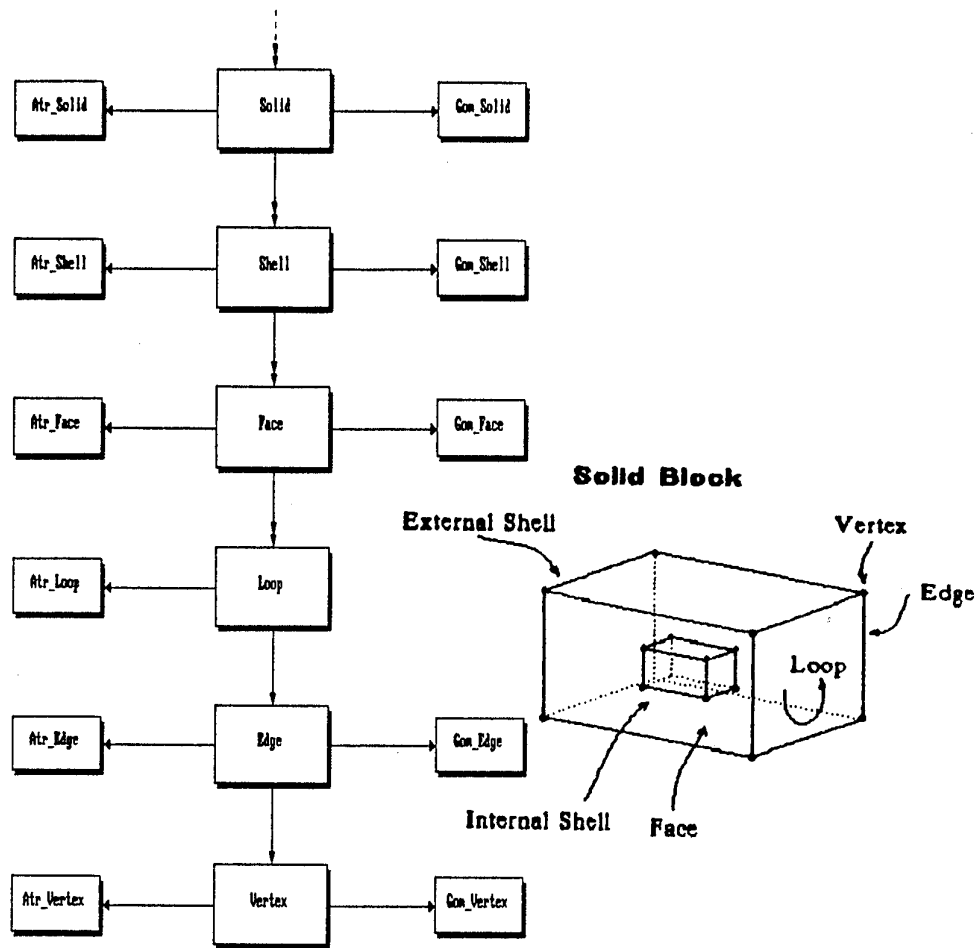 Atr_Solid
Solid
Gom_Solid
Atr_Shell
Shell
Gom_Shell
Atr_Face
Face
Gom_Face
Atr_Loop
Loop
Atr_Edge
Edge
Gom_Edge
Atr_Vertex
Vertex
Gom_Vertex
Solid Block
External Shell
Vertex
Edge
Loop
Internal Shell
Face